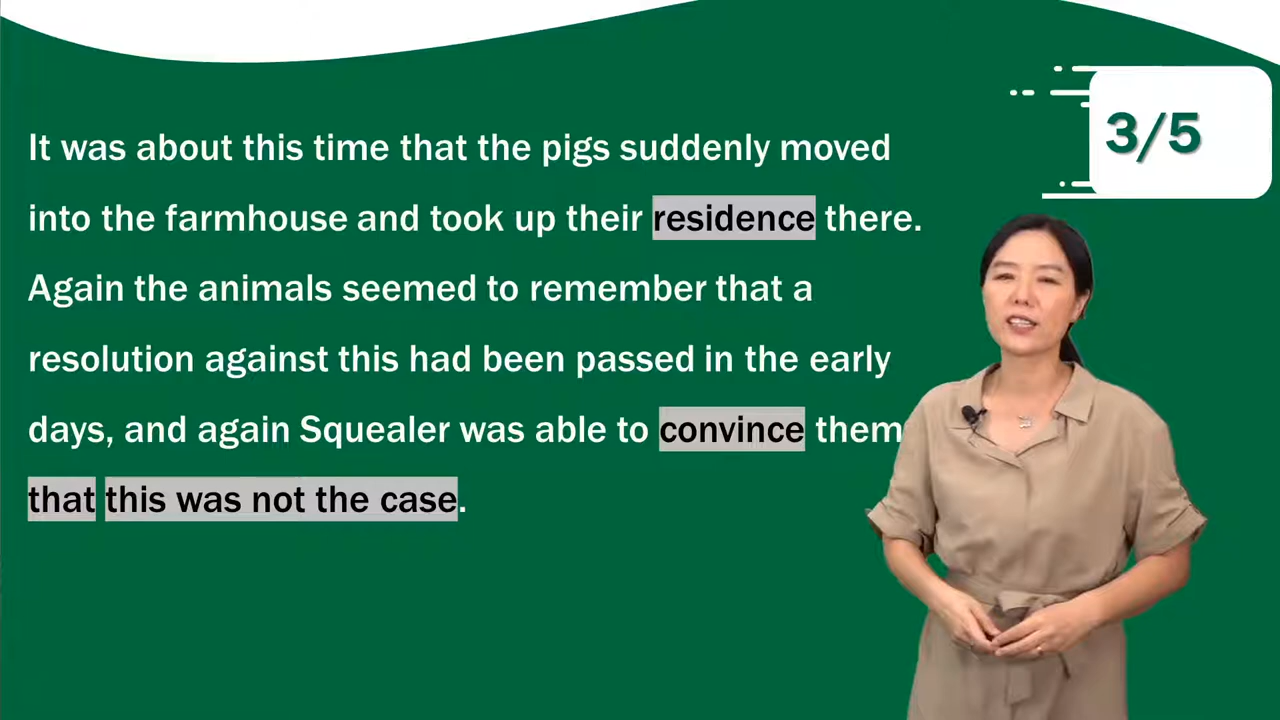 3/5
It was about this time that the pigs suddenly moved
into the farmhouse and took up their residence there.
Again the animals seemed to remember that a
resolution against this had been passed in the early
days, and again Squealer was able to convince them
that this was not the case.